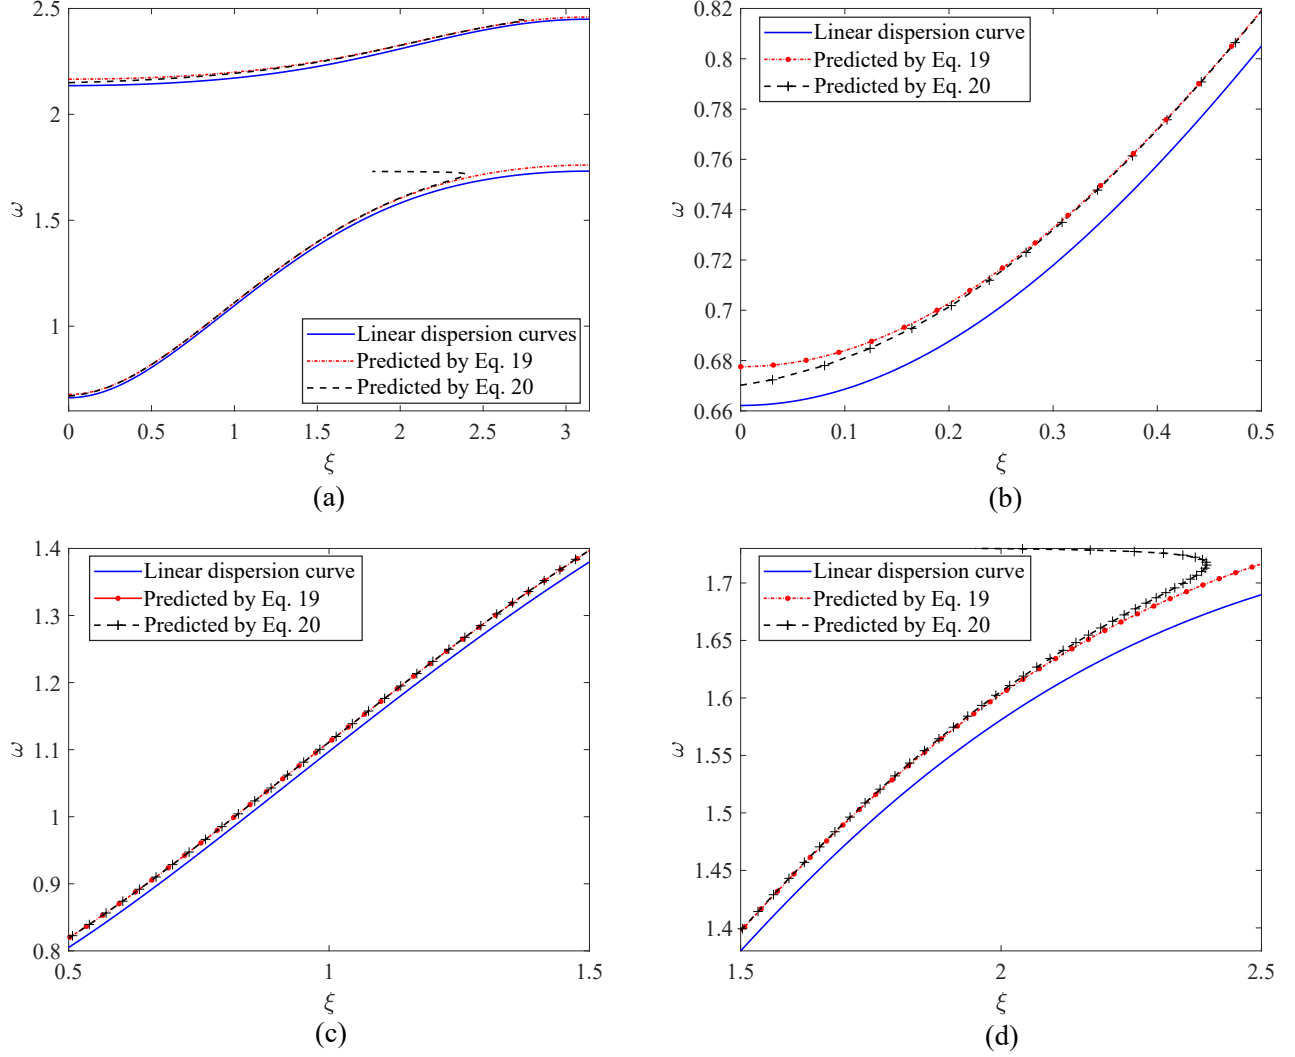 2.5
2
1.5
1
ω
0
0.5
1
1.5
2
2.5
3
ξ
Linear dispersion curves
Predicted by Eq. 19
Predicted by Eq. 20
(a)
0.82
0.8
0.78
0.76
0.74
0.72
0.7
0.68
0.66
ω
0
0.1
0.2
0.3
0.4
0.5
ξ
Linear dispersion curve
Predicted by Eq. 19
Predicted by Eq. 20
(b)
1.4
1.3
1.2
1.1
1
0.9
0.8
ω
0.5
1
1.5
ξ
Linear dispersion curve
Predicted by Eq. 19
Predicted by Eq. 20
(c)
1.7
1.65
1.6
1.55
1.5
1.45
1.4
ω
1.5
2
2.5
ξ
Linear dispersion curve
Predicted by Eq. 19
Predicted by Eq. 20
(d)